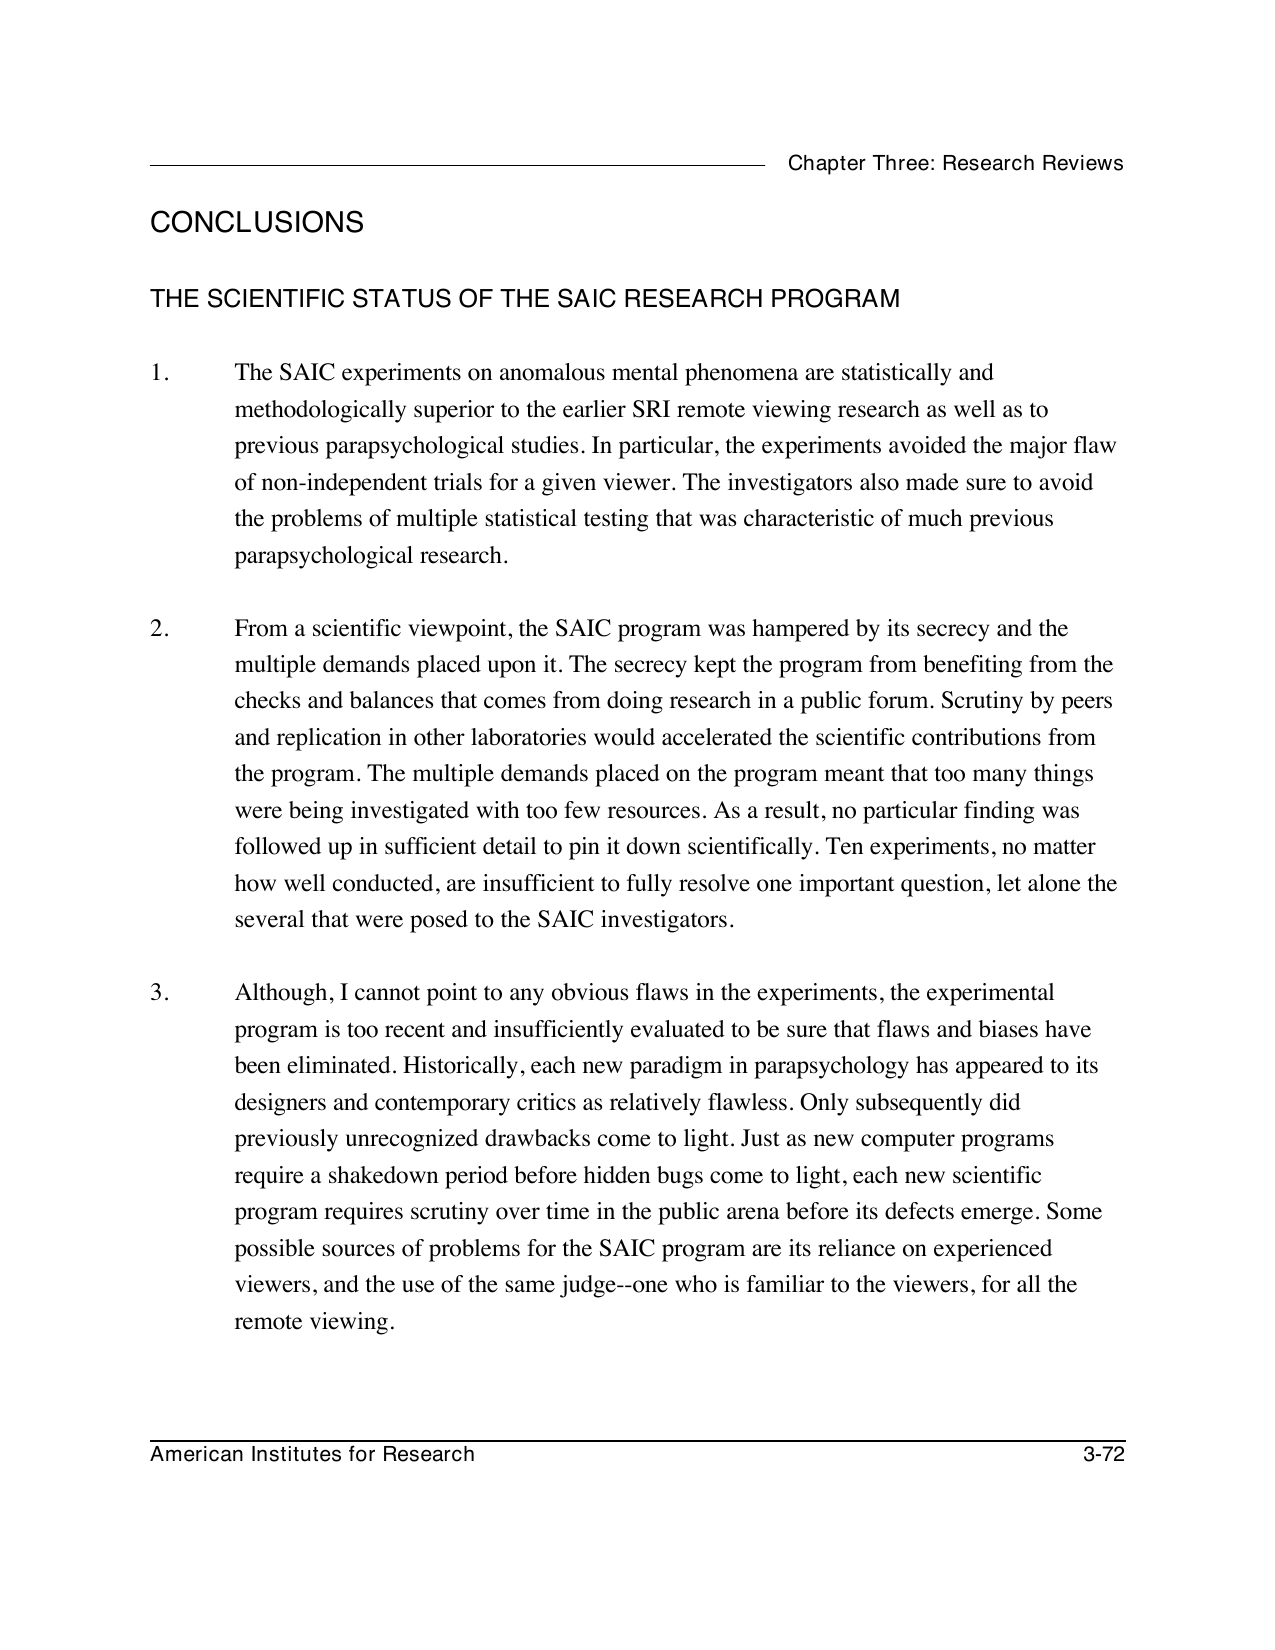 Chapter Three: Research Reviews
CONCLUSIONS
THE SCIENTIFIC STATUS OF THE SAIC RESEARCH PROGRAM
1. The SAIC experiments on anomalous mental phenomena are statistically and
methodologically superior to the earlier SRI remote viewing research as well as to
previous parapsychological studies. In particular, the experiments avoided the major flaw
of non-independent trials for a given viewer. The investigators also made sure to avoid
the problems of multiple statistical testing that was characteristic of much previous
parapsychological research.
2. From a scientific viewpoint, the SAIC program was hampered by its secrecy and the
multiple demands placed upon it. The secrecy kept the program from benefiting from the
checks and balances that comes from doing research in a public forum. Scrutiny by peers
and replication in other laboratories would accelerated the scientific contributions from
the program. The multiple demands placed on the program meant that too many things
were being investigated with too few resources. As a result, no particular finding was
followed up in sufficient detail to pin it down scientifically. Ten experiments, no matter
how well conducted, are insufficient to fully resolve one important question, let alone the
several that were posed to the SAIC investigators.
3. Although, I cannot point to any obvious flaws in the experiments, the experimental
program is too recent and insufficiently evaluated to be sure that flaws and biases have
been eliminated. Historically, each new paradigm in parapsychology has appeared to its
designers and contemporary critics as relatively flawless. Only subsequently did
previously unrecognized drawbacks come to light. Just as new computer programs
require a shakedown period before hidden bugs come to light, each new scientific
program requires scrutiny over time in the public arena before its defects emerge. Some
possible sources of problems for the SAIC program are its reliance on experienced
viewers, and the use of the same judge--one who is familiar to the viewers, for all the
remote viewing.
American Institutes for Research 3-72